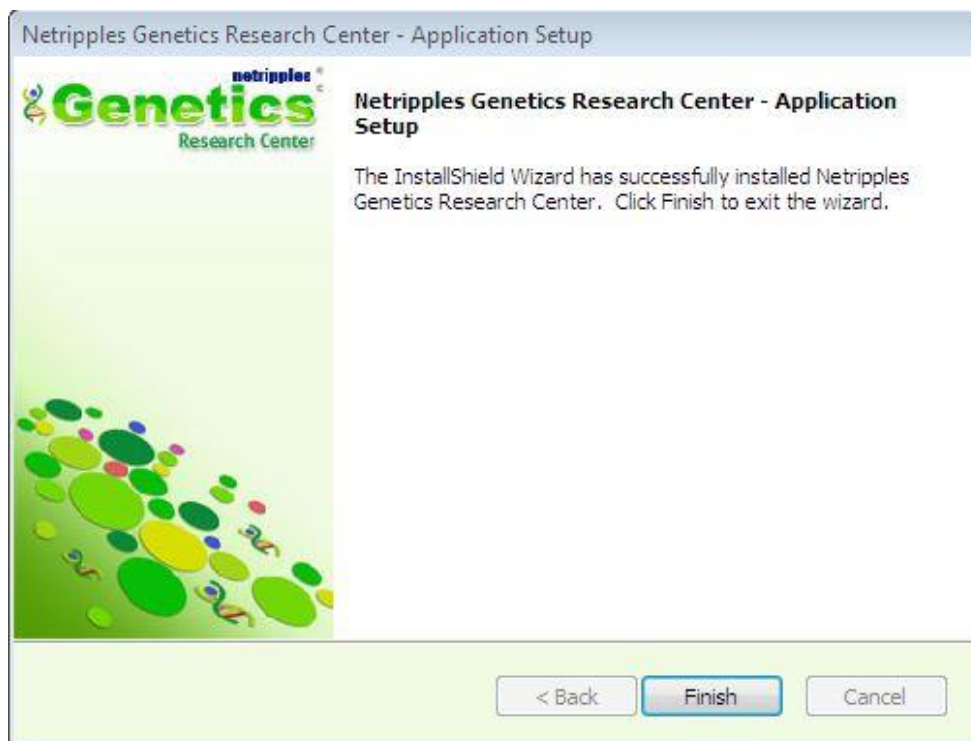 Netripples Genetics Research Center - Application Setup
netripples
Genetics
Research Center
Netripples Genetics Research Center - Application
Setup
The InstallShield Wizard has successfully installed Netripples
Genetics Research Center. Click Finish to exit the wizard.
< Back
Finish
Cancel